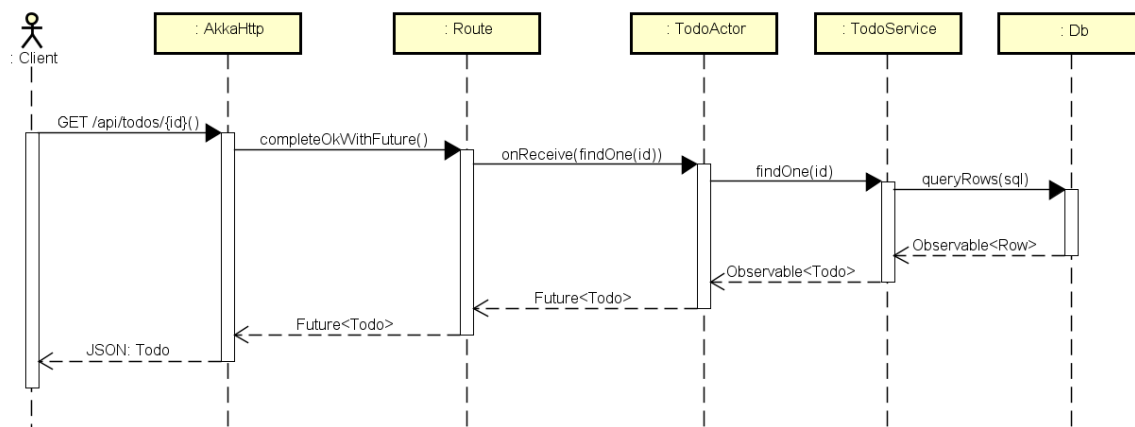 : AkkaHttp
: Route
: TodoActor
: TodoService
: Db
: Client
GET /api/todos/{id}()
completeOkWithFuture()
onReceive(findOne(id))
findOne(id)
queryRows(sql)
Observable<Row>
Observable<Todo>
Future<Todo>
Future<Todo>
JSON: Todo